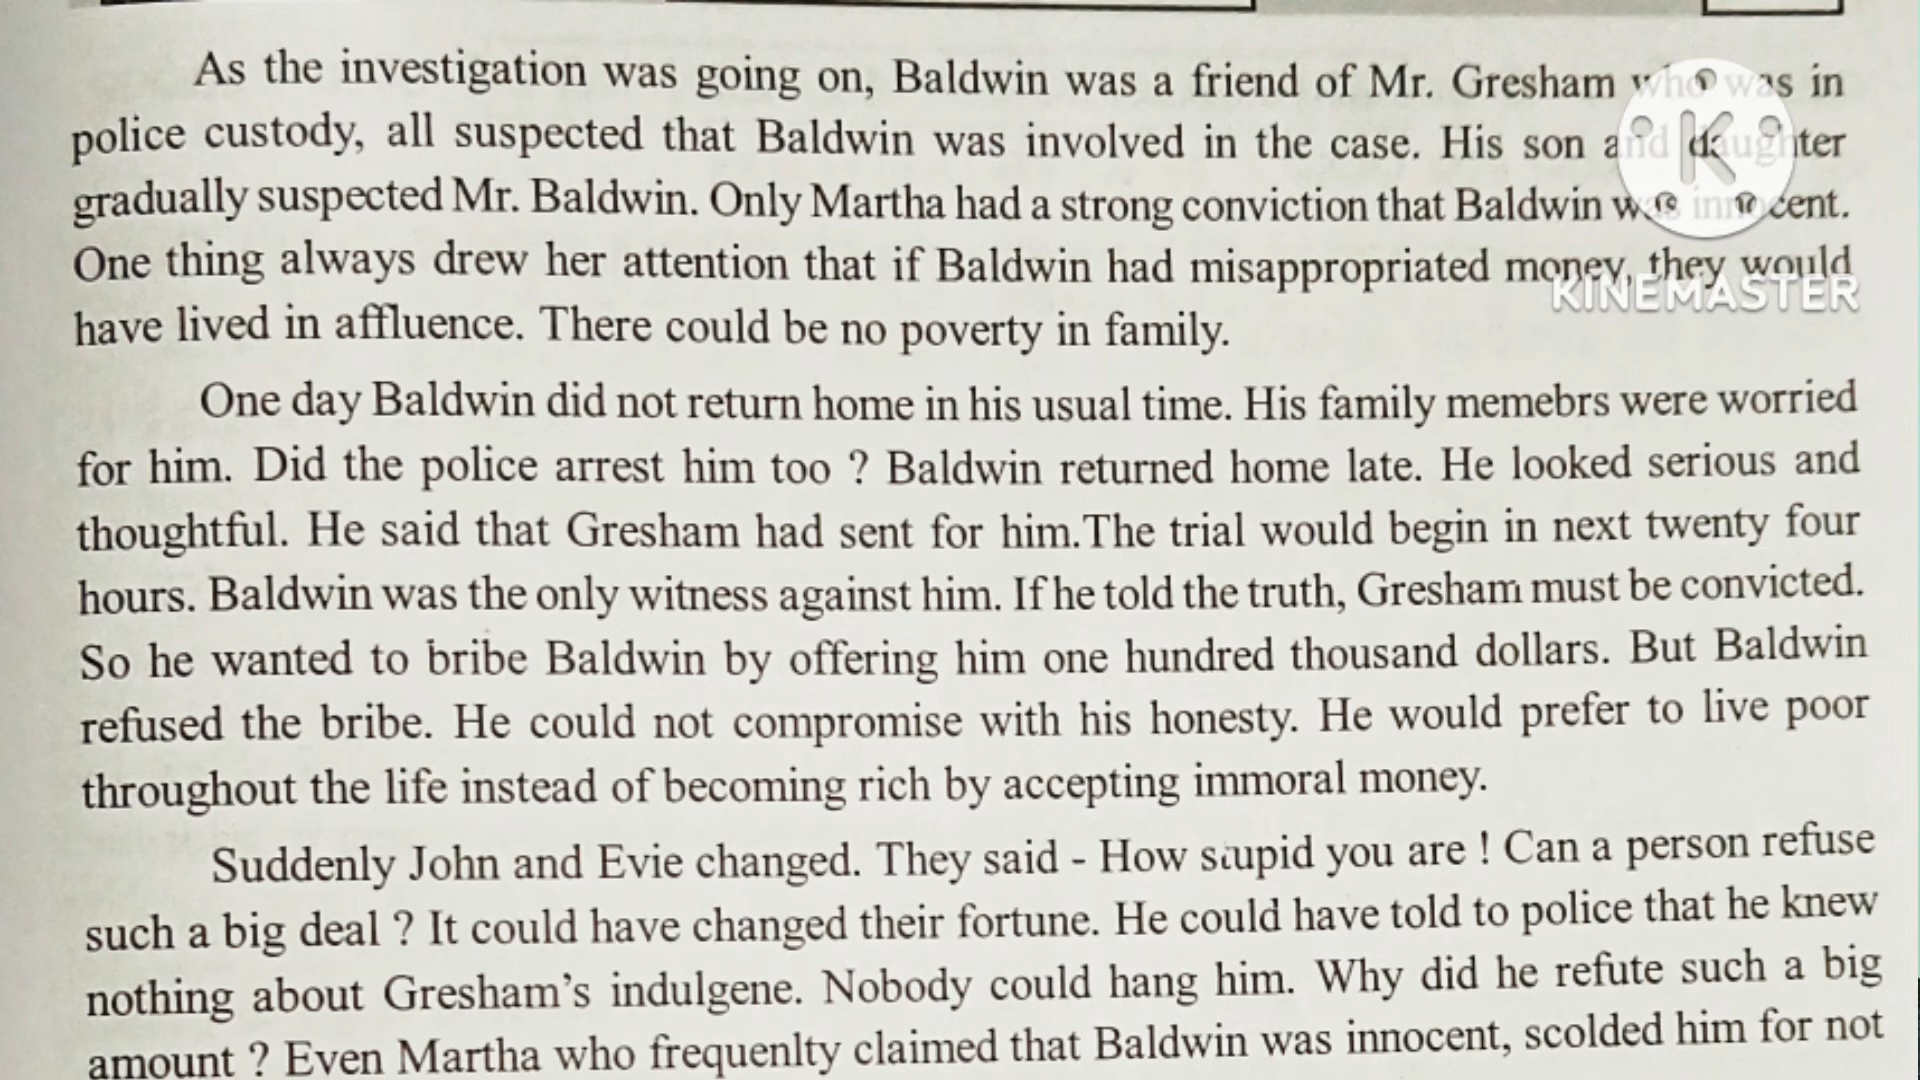 As the investigation was going on, Baldwin was a friend of Mr. Gresham who was in
police custody, all suspected that Baldwin was involved in the case. His son and daughter
gradually suspected Mr. Baldwin. Only Martha had a strong conviction that Baldwin was innocent.
One thing always drew her attention that if Baldwin had misappropriated money, they would
have lived in affluence. There could be no poverty in family.
KINEMASTER
One day Baldwin did not return home in his usual time. His family memebrs were worried
for him. Did the police arrest him too ? Baldwin returned home late. He looked serious and
thoughtful. He said that Gresham had sent for him.The trial would begin in next twenty four
hours. Baldwin was the only witness against him. If he told the truth, Gresham must be convicted.
So he wanted to bribe Baldwin by offering him one hundred thousand dollars. But Baldwin
refused the bribe. He could not compromise with his honesty. He would prefer to live poor
throughout the life instead of becoming rich by accepting immoral money.
Suddenly John and Evie changed. They said - How stupid you are ! Can a person refuse
such a big deal ? It could have changed their fortune. He could have told to police that he knew
nothing about Gresham's indulgene. Nobody could hang him. Why did he refute such a big
amount ? Even Martha who frequenlty claimed that Baldwin was innocent, scolded him for not